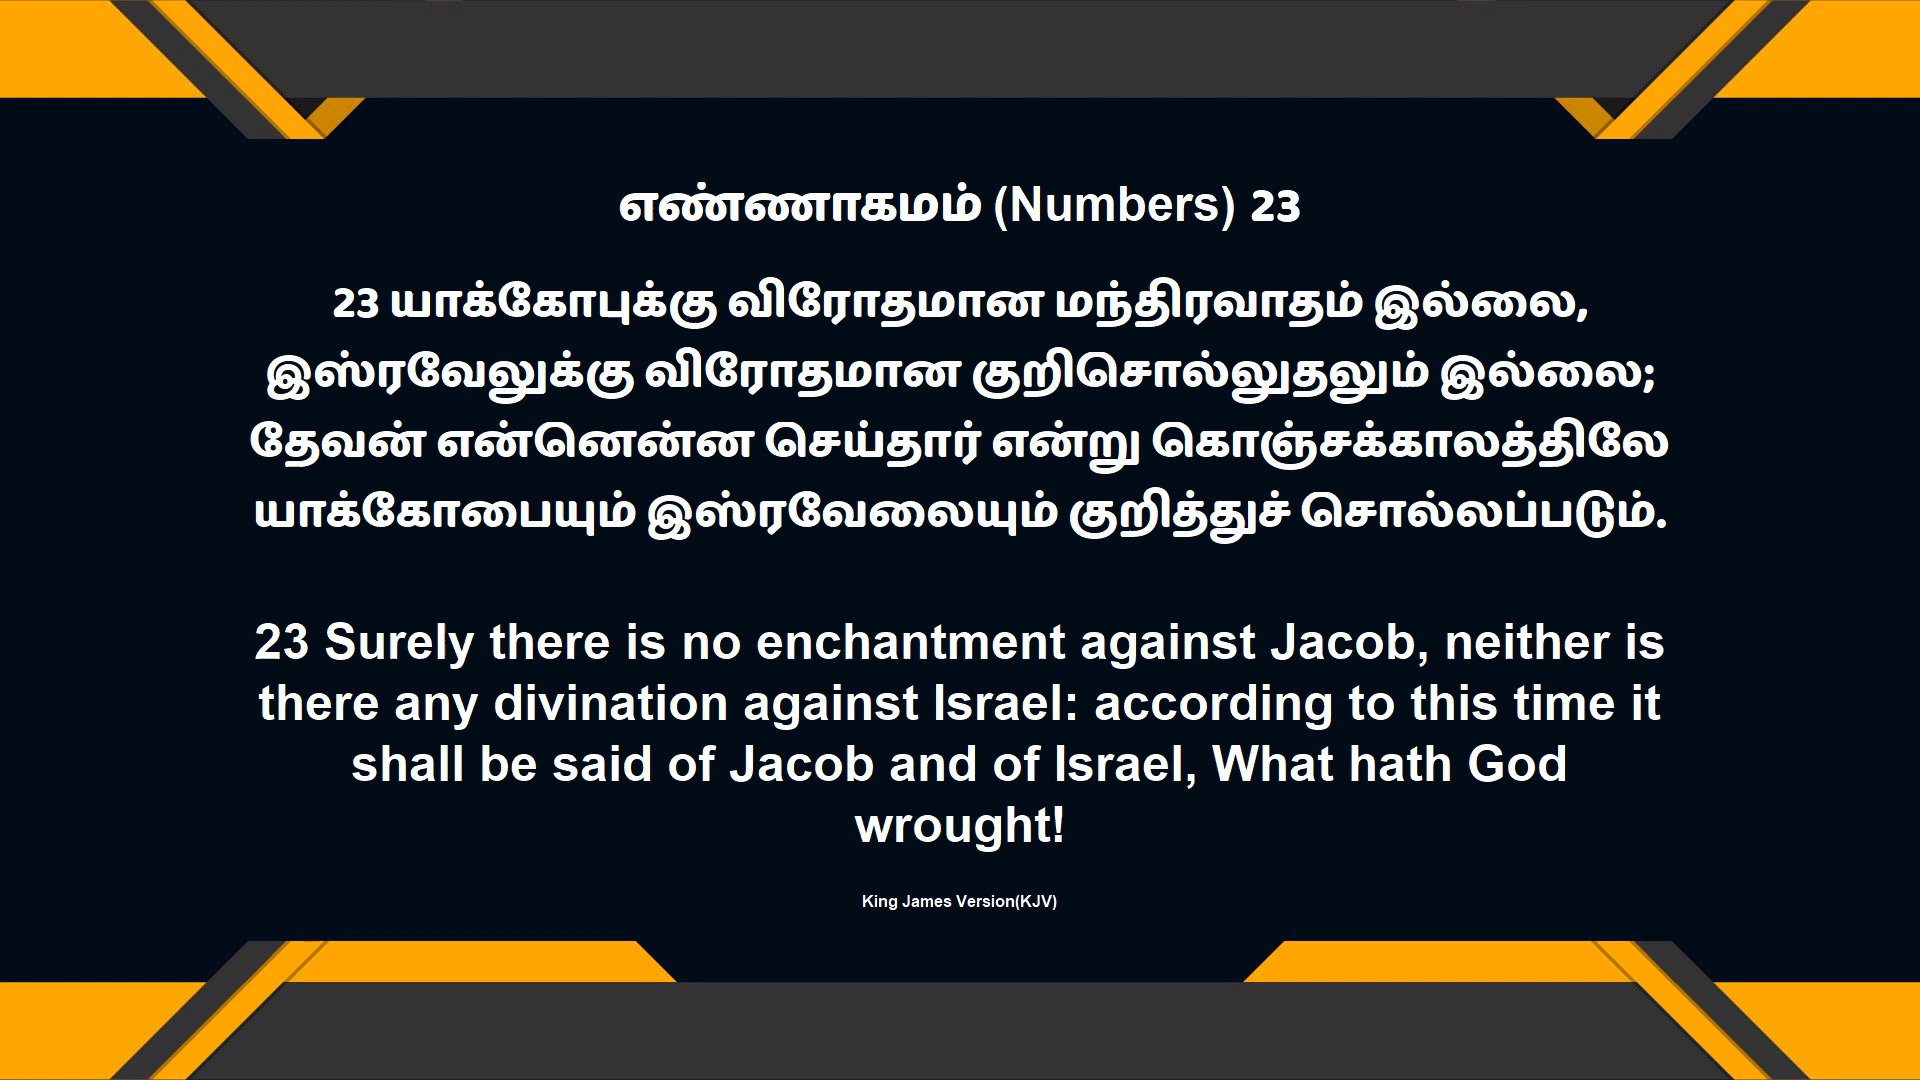 எண்ணாகமம் (Numbers) 23
23 யாக்கோபுக்கு விரோதமான மந்திரவாதம் இல்லை,
இஸ்ரவேலுக்கு விரோதமான குறிசொல்லுதலும் இல்லை;
தேவன் என்னென்ன செய்தார் என்று கொஞ்சக்காலத்திலே
யாக்கோபையும் இஸ்ரவேலையும் குறித்துச் சொல்லப்படும்.
23 Surely there is no enchantment against Jacob, neither is
there any divination against Israel: according to this time it
shall be said of Jacob and of Israel, What hath God
wrought!
King James Version(KJV)